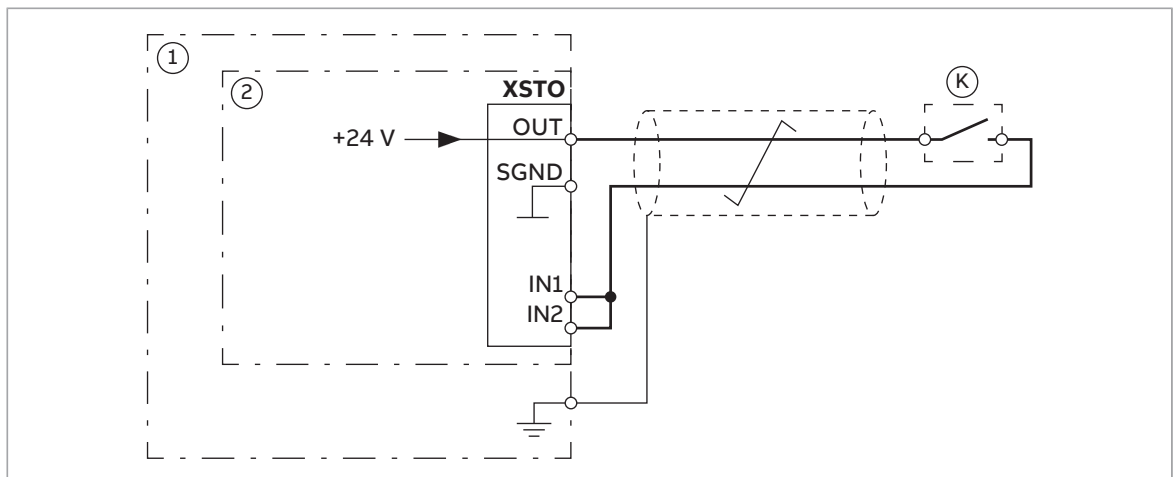 1
2
K
XSTO
+24 V
OUT
SGND
IN1
IN2